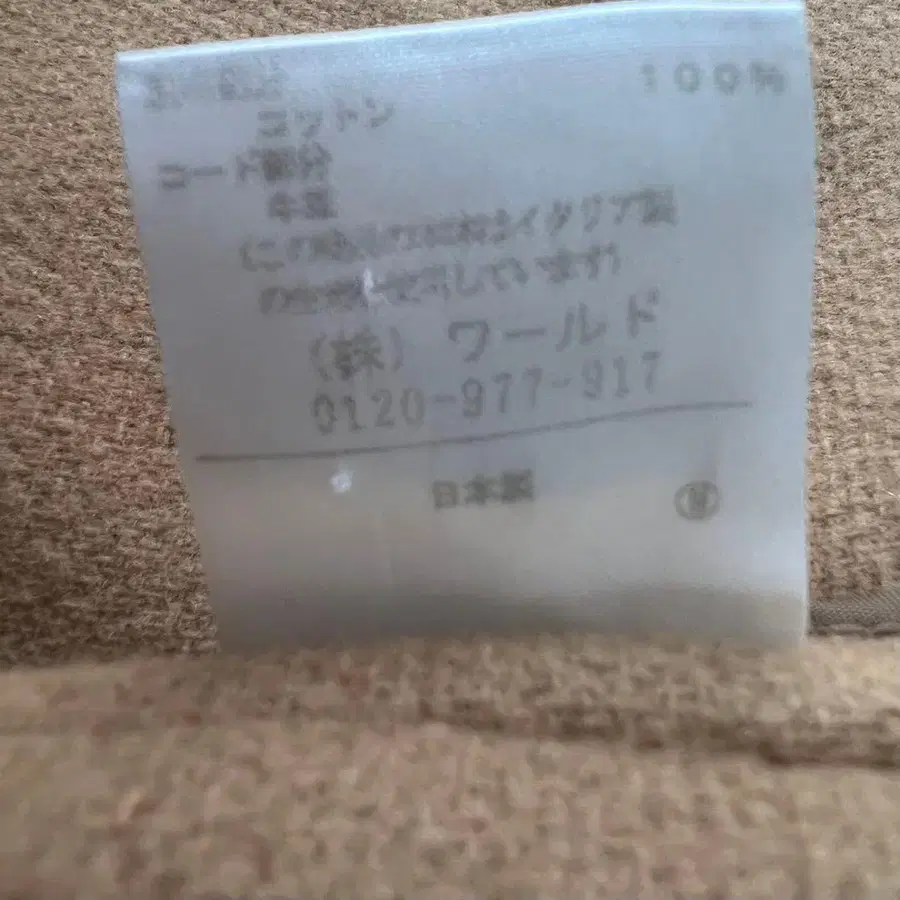 100%
コットン
コード部分
牛革
(この商品の素材はイタリア製
の生地を使用しています)
(株) ワールド
0120-977-917
日本製